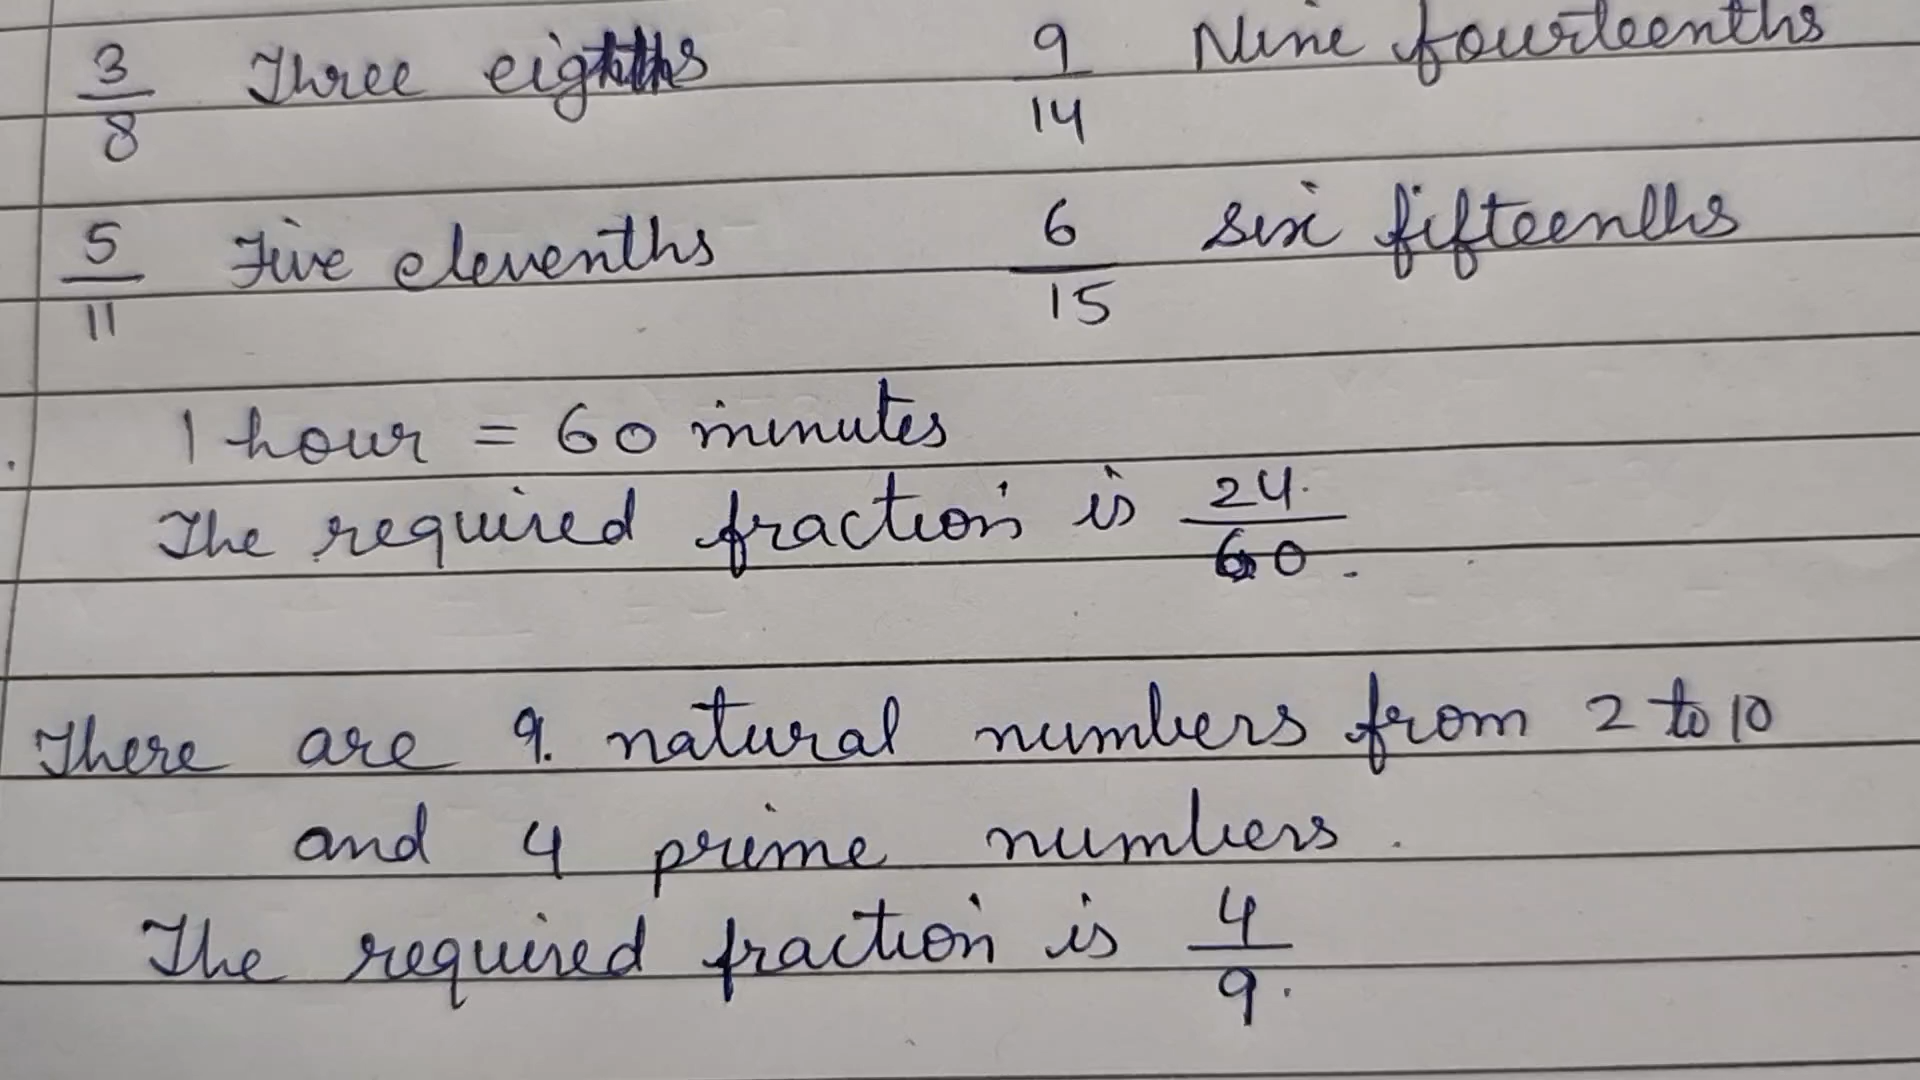 3/8 Three eighths 9/14 Nine fourteenths
5/11 Five elevenths 6/15 six fifteenths
1 hour = 60 minutes
The required fraction is 24/60.
There are 9. natural numbers from 2 to 10
and 4 prime numbers.
The required fraction is 4/9.